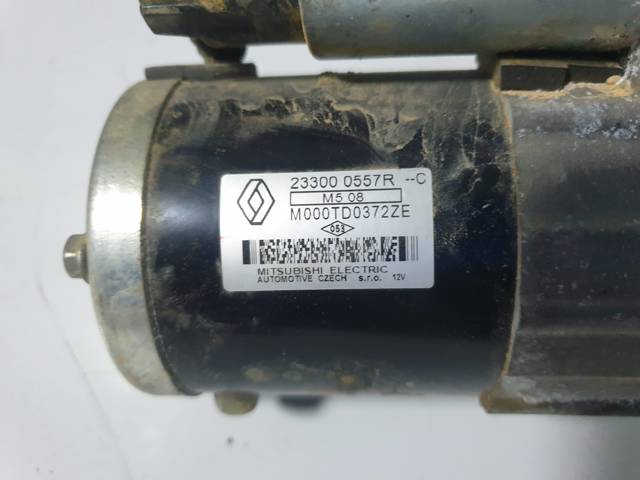 23300 0557R --C
M5 08
M000TD0372ZE
053
MITSUBISHI ELECTRIC
AUTOMOTIVE CZECH s.r.o. 12V